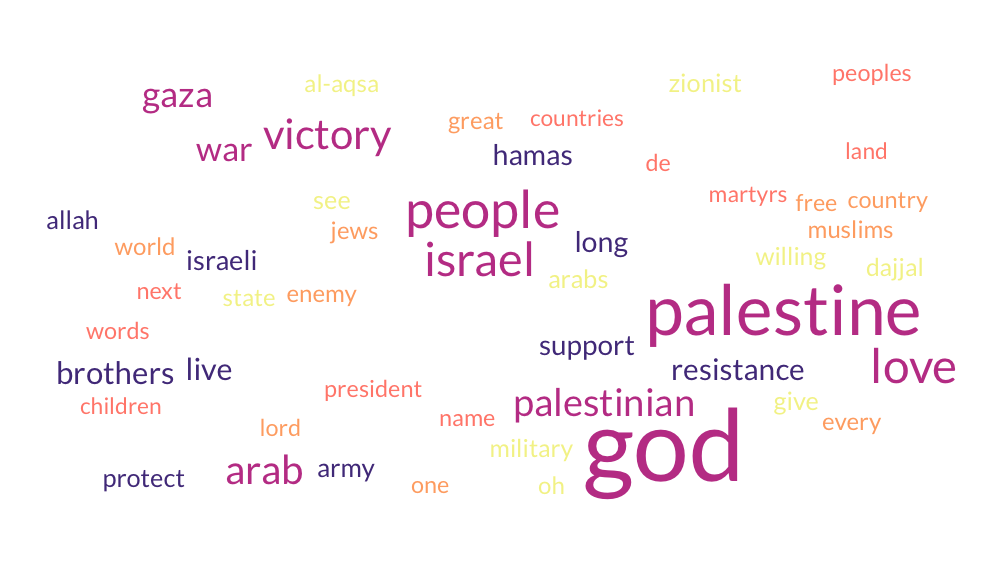 peoples
al-aqsa zionist
gaza
great countries
victory
war hamas land
de
martyrs
see people free country
allah
jews muslims
world long
israeli israel willing
arabs dajjal
next state enemy
palestine
words
support
brothers live resistance love
president
children palestinian give
name every
lord god
military
arab army
protect one oh